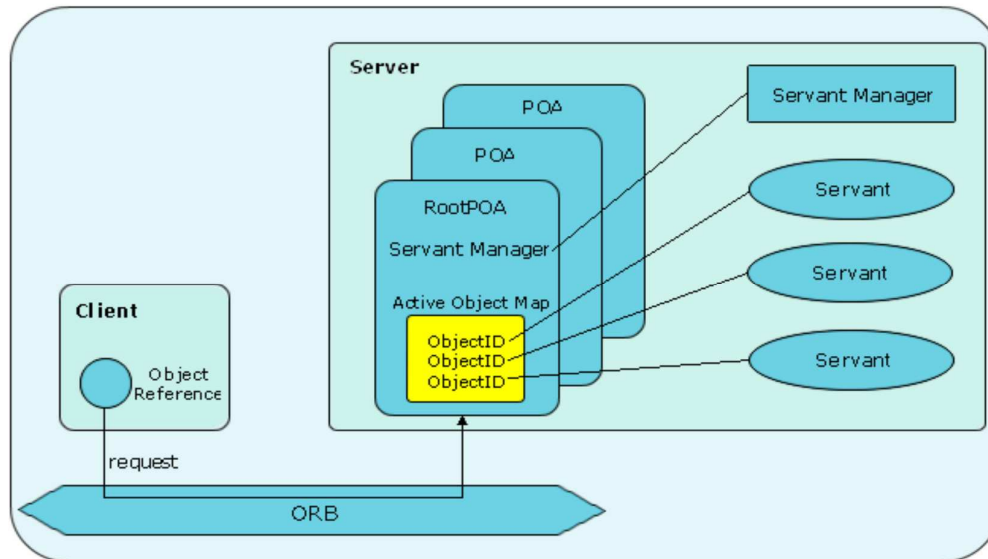 Server
POA
POA
RootPOA
Servant Manager
Active Object Map
ObjectID
ObjectID
ObjectID
Servant Manager
Servant
Servant
Servant
Client
Object
Reference
request
ORB